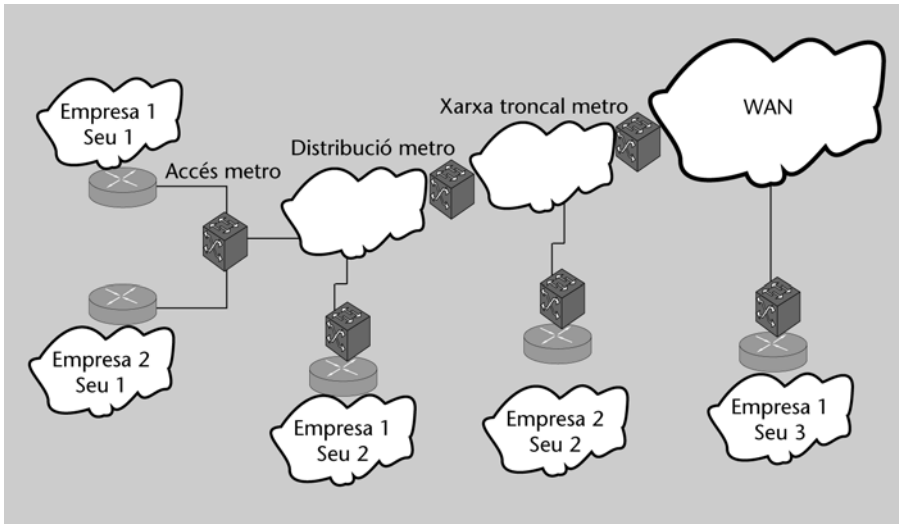 Empresa 1
Seu 1
Accés metro
Distribució metro
Xarxa troncal metro
WAN
Empresa 2
Seu 1
Empresa 1
Seu 2
Empresa 2
Seu 2
Empresa 1
Seu 3